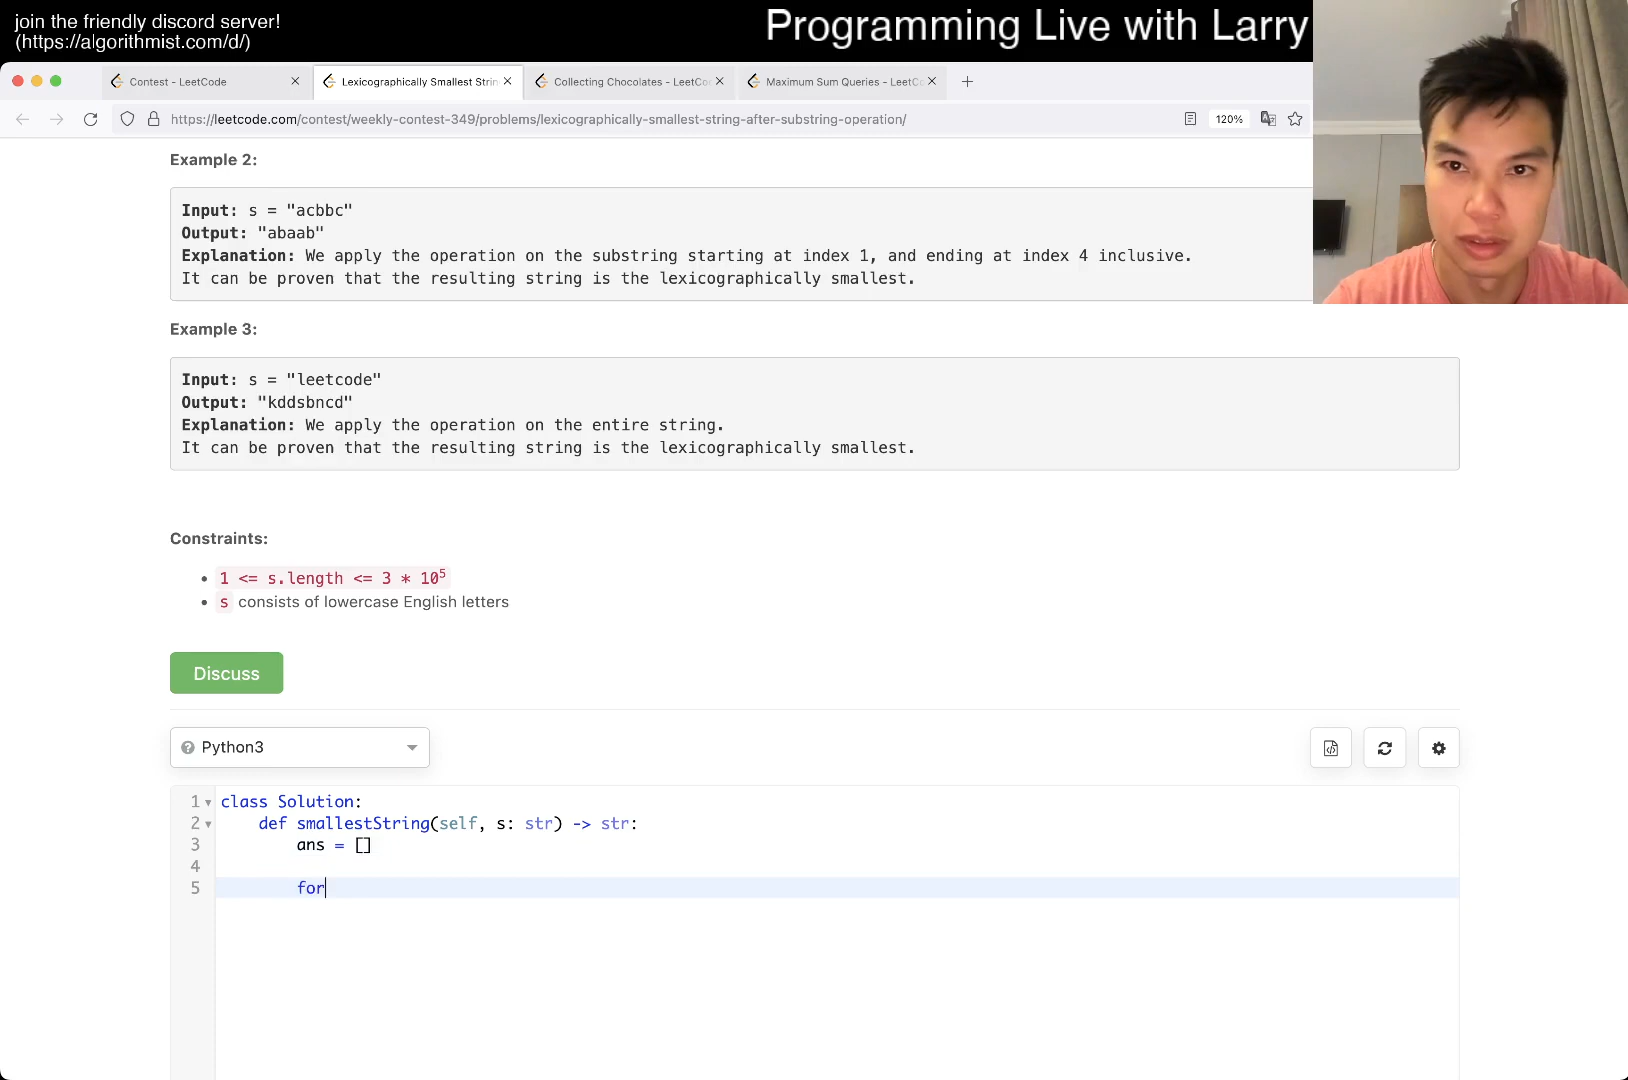 join the friendly discord server!
(https://algorithmist.com/d/)
Programming Live with Larry
Contest - LeetCode
Lexicographically Smallest Strin
Collecting Chocolates - LeetCo
Maximum Sum Queries - LeetC
https://leetcode.com/contest/weekly-contest-349/problems/lexicographically-smallest-string-after-substring-operation/
120%
Example 2:
Input: s = "acbbc"
Output: "abaab"
Explanation: We apply the operation on the substring starting at index 1, and ending at index 4 inclusive.
It can be proven that the resulting string is the lexicographically smallest.
Example 3:
Input: s = "leetcode"
Output: "kddsbncd"
Explanation: We apply the operation on the entire string.
It can be proven that the resulting string is the lexicographically smallest.
Constraints:
• 1 <= s.length <= 3 * 10⁵
• s consists of lowercase English letters
Discuss
Python3
1 class Solution:
2 def smallestString(self, s: str) -> str:
3 ans = []
4
5 for